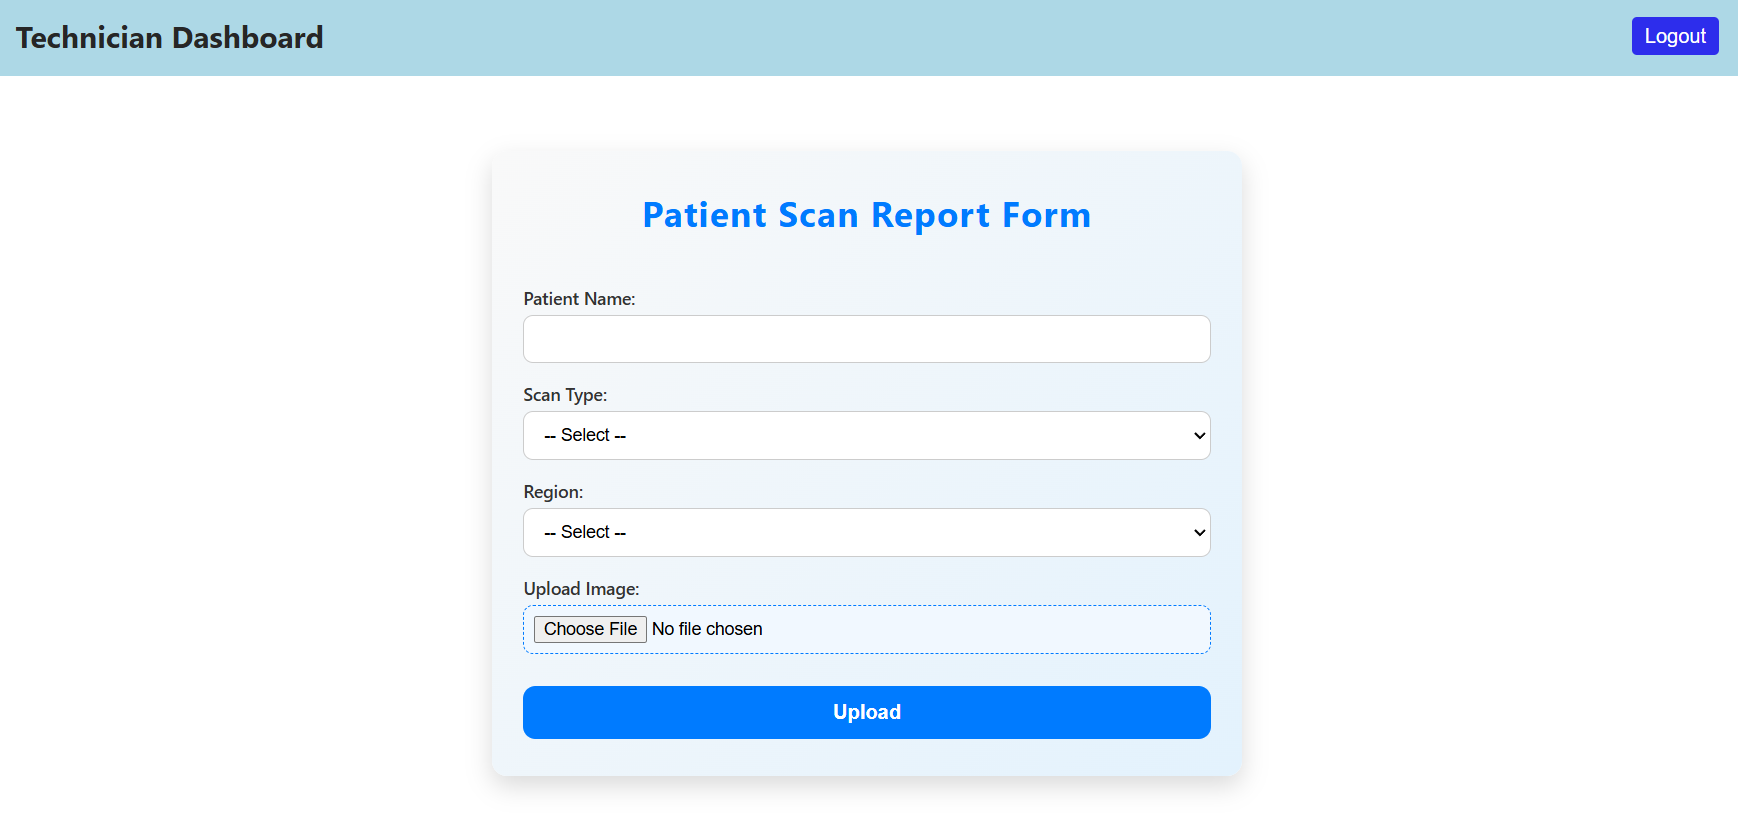 Technician Dashboard
Logout
Patient Scan Report Form
Patient Name:
Scan Type:
-- Select --
Region:
-- Select --
Upload Image:
Choose File No file chosen
Upload